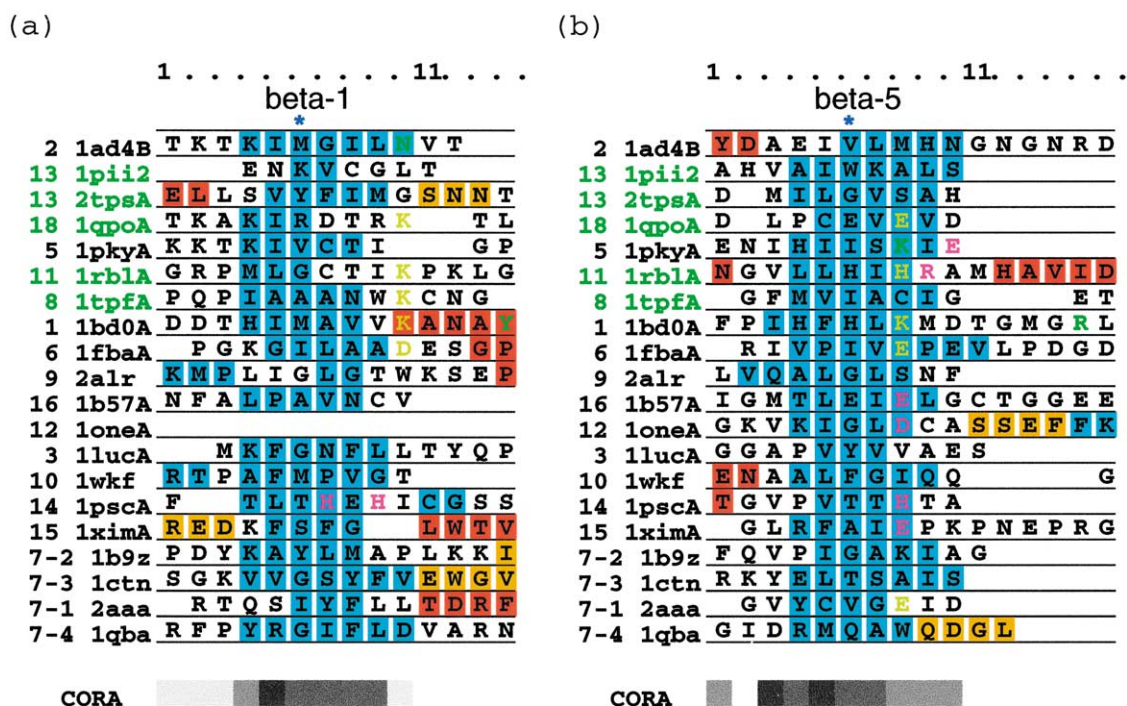 (a)
1 . . . . . . . . . 11. . . .
beta-1
*
2 1ad4B T K T K I M G I L N V T
13 1pii2 E N K V C G L T
13 2tpsA E L L S V Y F I M G S N N T
18 1qpoA T K A K I R D T R K T L
5 1pkyA K K T K I V C T I G P
11 1rblA G R P M L G C T I K P K L G
8 1tpfA P Q P I A A A N W K C N G
1 1bd0A D D T H I M A V V K A N A Y
6 1fbaA P G K G I L A A D E S G P
9 2alr K M P L I G L G T W K S E P
16 1b57A N F A L P A V N C V
12 1oneA
3 1lucA M K F G N F L L T Y Q P
10 1wkf R T P A F M P V G T
14 1pscA F T L T H E H I C G S S
15 1ximA R E D K F S F G L W T V
7-2 1b9z P D Y K A Y L M A P L K K I
7-3 1ctn S G K V V G S Y F V E W G V
7-1 2aaa R T Q S I Y F L L T D R F
7-4 1qba R F P Y R G I F L D V A R N
CORA
(b)
1 . . . . . . . . . 11. . . . . .
beta-5
*
2 1ad4B Y D A E I V L M H N G N G N R D
13 1pii2 A H V A I W K A L S
13 2tpsA D M I L G V S A H
18 1qpoA D L P C E V E V D
5 1pkyA E N I H I I S K I E
11 1rblA N G V L L H I H R A M H A V I D
8 1tpfA G F M V I A C I G E T
1 1bd0A F P I H F H L K M D T G M G R L
6 1fbaA R I V P I V E P E V L P D G D
9 2alr L V Q A L G L S N F
16 1b57A I G M T L E I E L G C T G G E E
12 1oneA G K V K I G L D C A S S E F F K
3 1lucA G G A P V Y V V A E S
10 1wkf E N A A L F G I Q Q G
14 1pscA T G V P V T T H T A
15 1ximA G L R F A I E P K P N E P R G
7-2 1b9z F Q V P I G A K I A G
7-3 1ctn R K Y E L T S A I S
7-1 2aaa G V Y C V G E I D
7-4 1qba G I D R M Q A W Q D G L
CORA